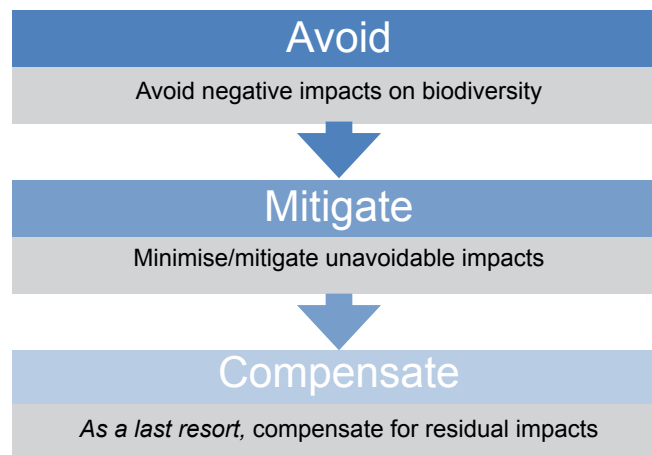 Avoid
Avoid negative impacts on biodiversity
Mitigate
Minimise/mitigate unavoidable impacts
Compensate
As a last resort, compensate for residual impacts